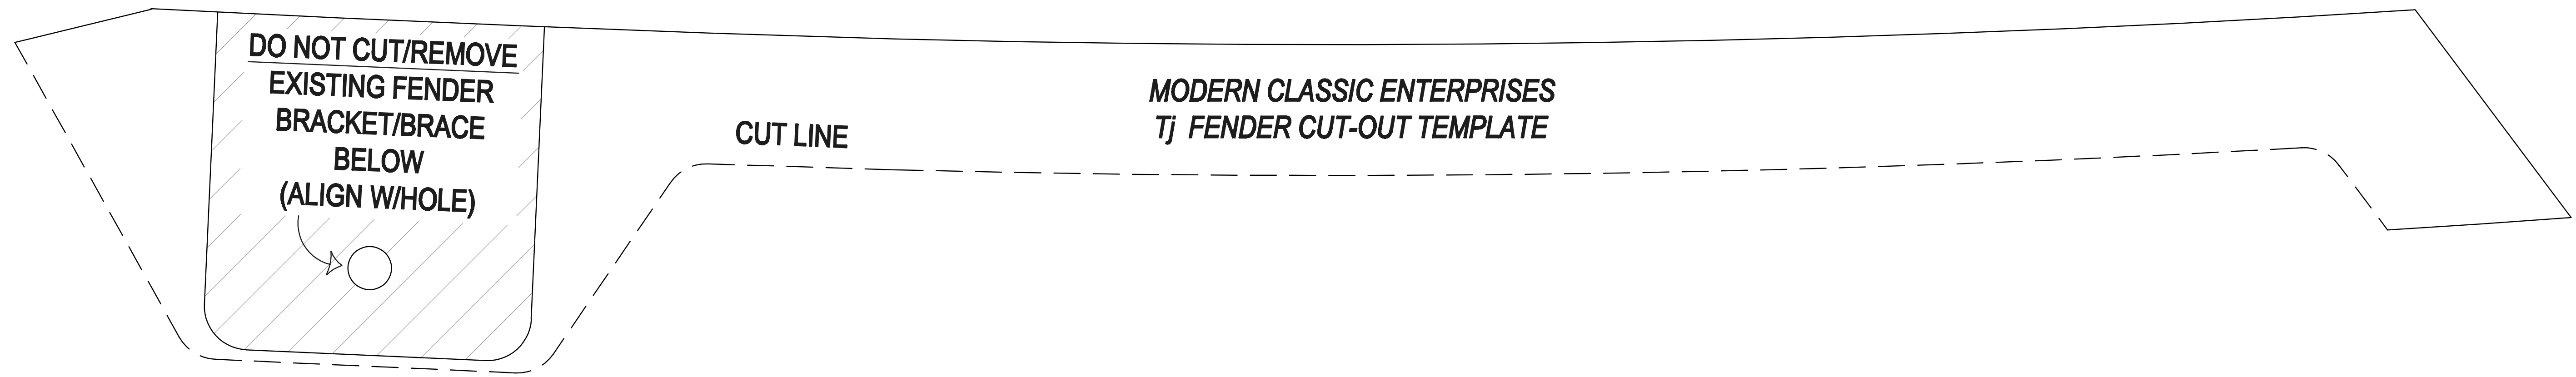 DO NOT CUT/REMOVE
EXISTING FENDER
BRACKET/BRACE
BELOW
(ALIGN W/HOLE)
CUT LINE
MODERN CLASSIC ENTERPRISES
Tj FENDER CUT-OUT TEMPLATE